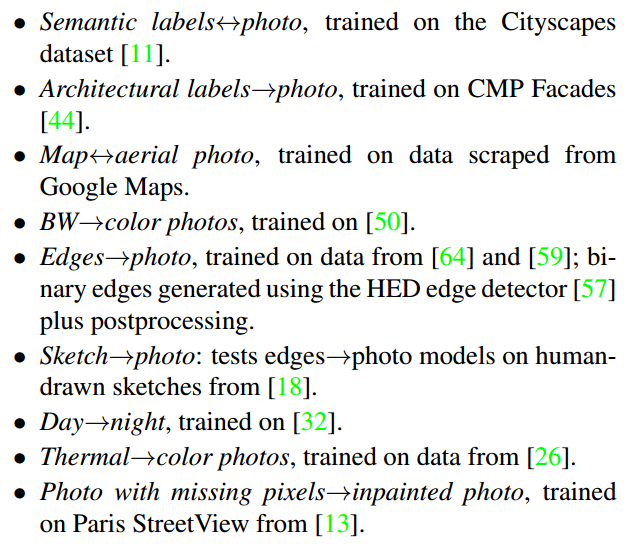 • Semantic labels↔photo, trained on the Cityscapes
dataset [11].
• Architectural labels→photo, trained on CMP Facades
[44].
• Map↔aerial photo, trained on data scraped from
Google Maps.
• BW→color photos, trained on [50].
• Edges→photo, trained on data from [64] and [59]; bi-
nary edges generated using the HED edge detector [57]
plus postprocessing.
• Sketch→photo: tests edges→photo models on human-
drawn sketches from [18].
• Day→night, trained on [32].
• Thermal→color photos, trained on data from [26].
• Photo with missing pixels→inpainted photo, trained
on Paris StreetView from [13].